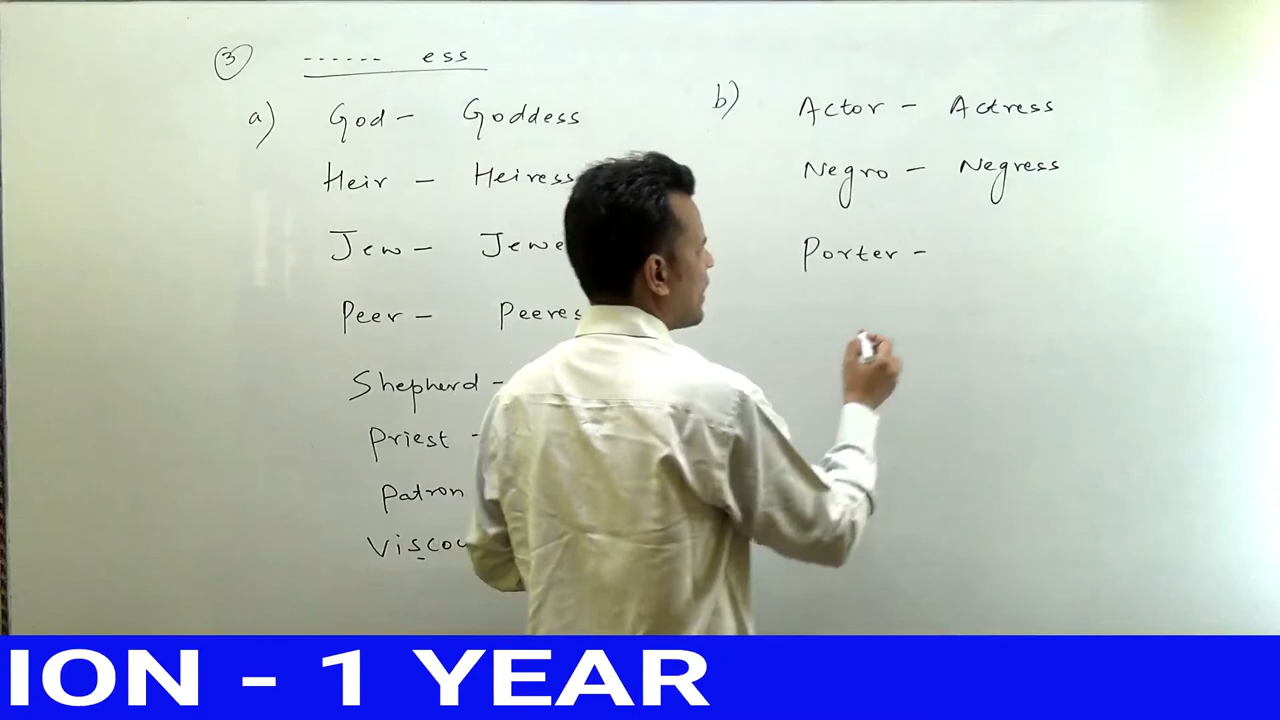 ③ ------ ess
a) God - Goddess
Heir - Heiress
Jew - Jewe
Peer - Peeres
Shepherd -
Priest -
Patron
Viscou
b) Actor - Actress
Negro - Negress
Porter -
ION - 1 YEAR